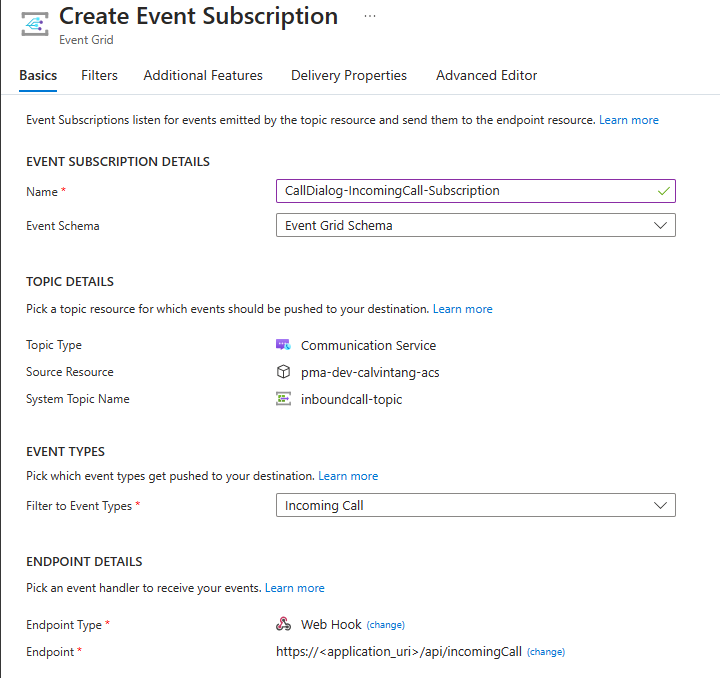 Create Event Subscription ...
Event Grid
Basics Filters Additional Features Delivery Properties Advanced Editor
Event Subscriptions listen for events emitted by the topic resource and send them to the endpoint resource. Learn more
EVENT SUBSCRIPTION DETAILS
Name * CallDialog-IncomingCall-Subscription
Event Schema Event Grid Schema
TOPIC DETAILS
Pick a topic resource for which events should be pushed to your destination. Learn more
Topic Type Communication Service
Source Resource pma-dev-calvintang-acs
System Topic Name inboundcall-topic
EVENT TYPES
Pick which event types get pushed to your destination. Learn more
Filter to Event Types * Incoming Call
ENDPOINT DETAILS
Pick an event handler to receive your events. Learn more
Endpoint Type * Web Hook (change)
Endpoint * https://<application_uri>/api/incomingCall (change)